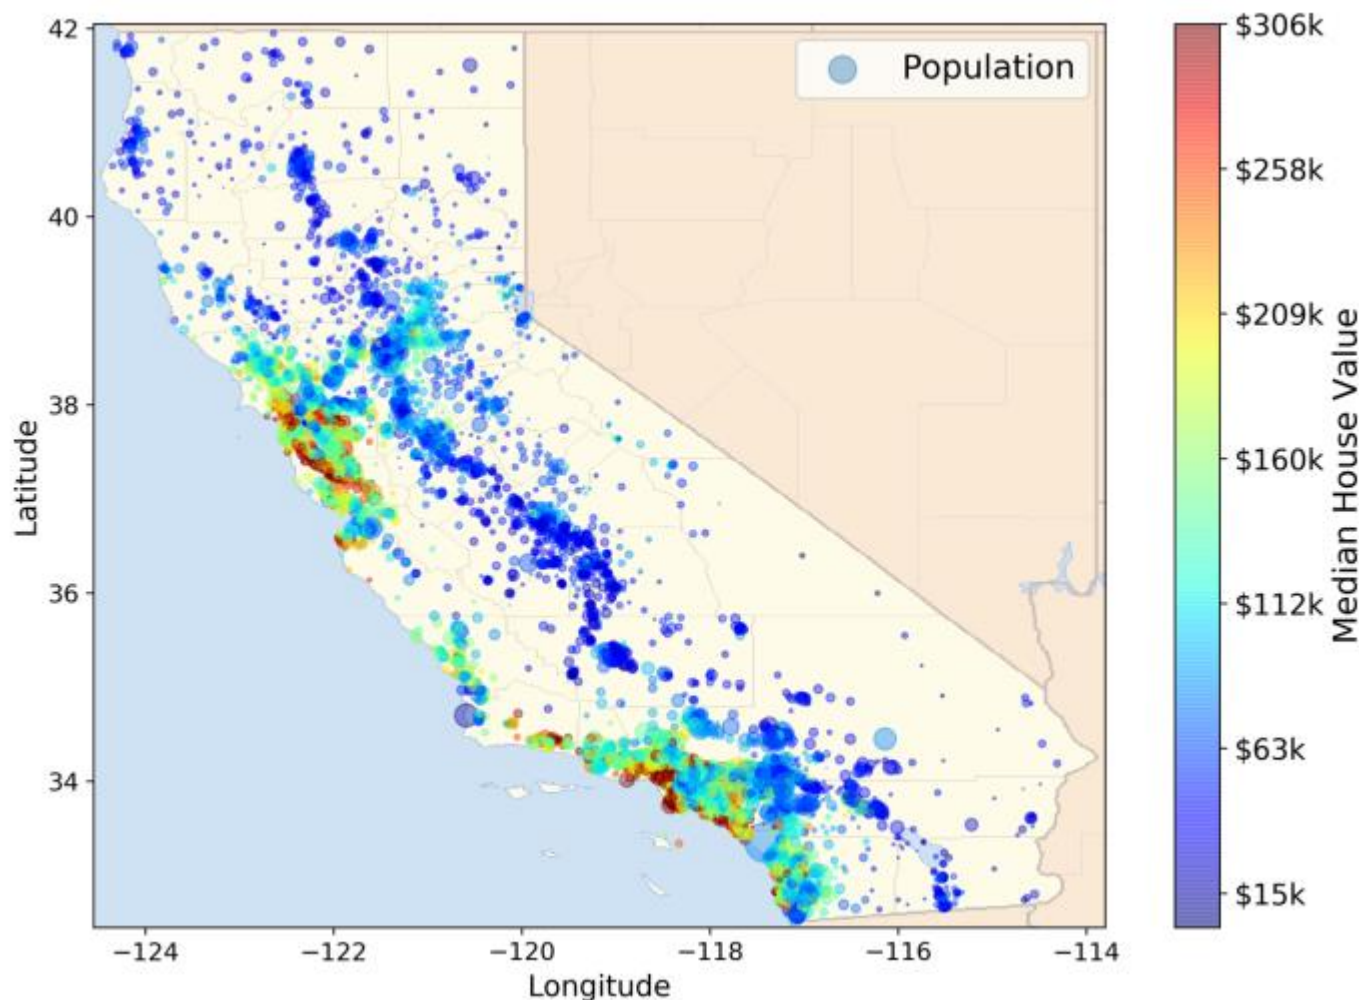 42
40
38
36
34
Latitude
−124
−122
−120
−118
−116
−114
Longitude
Population
$306k
$258k
$209k
$160k
$112k
$63k
$15k
Median House Value